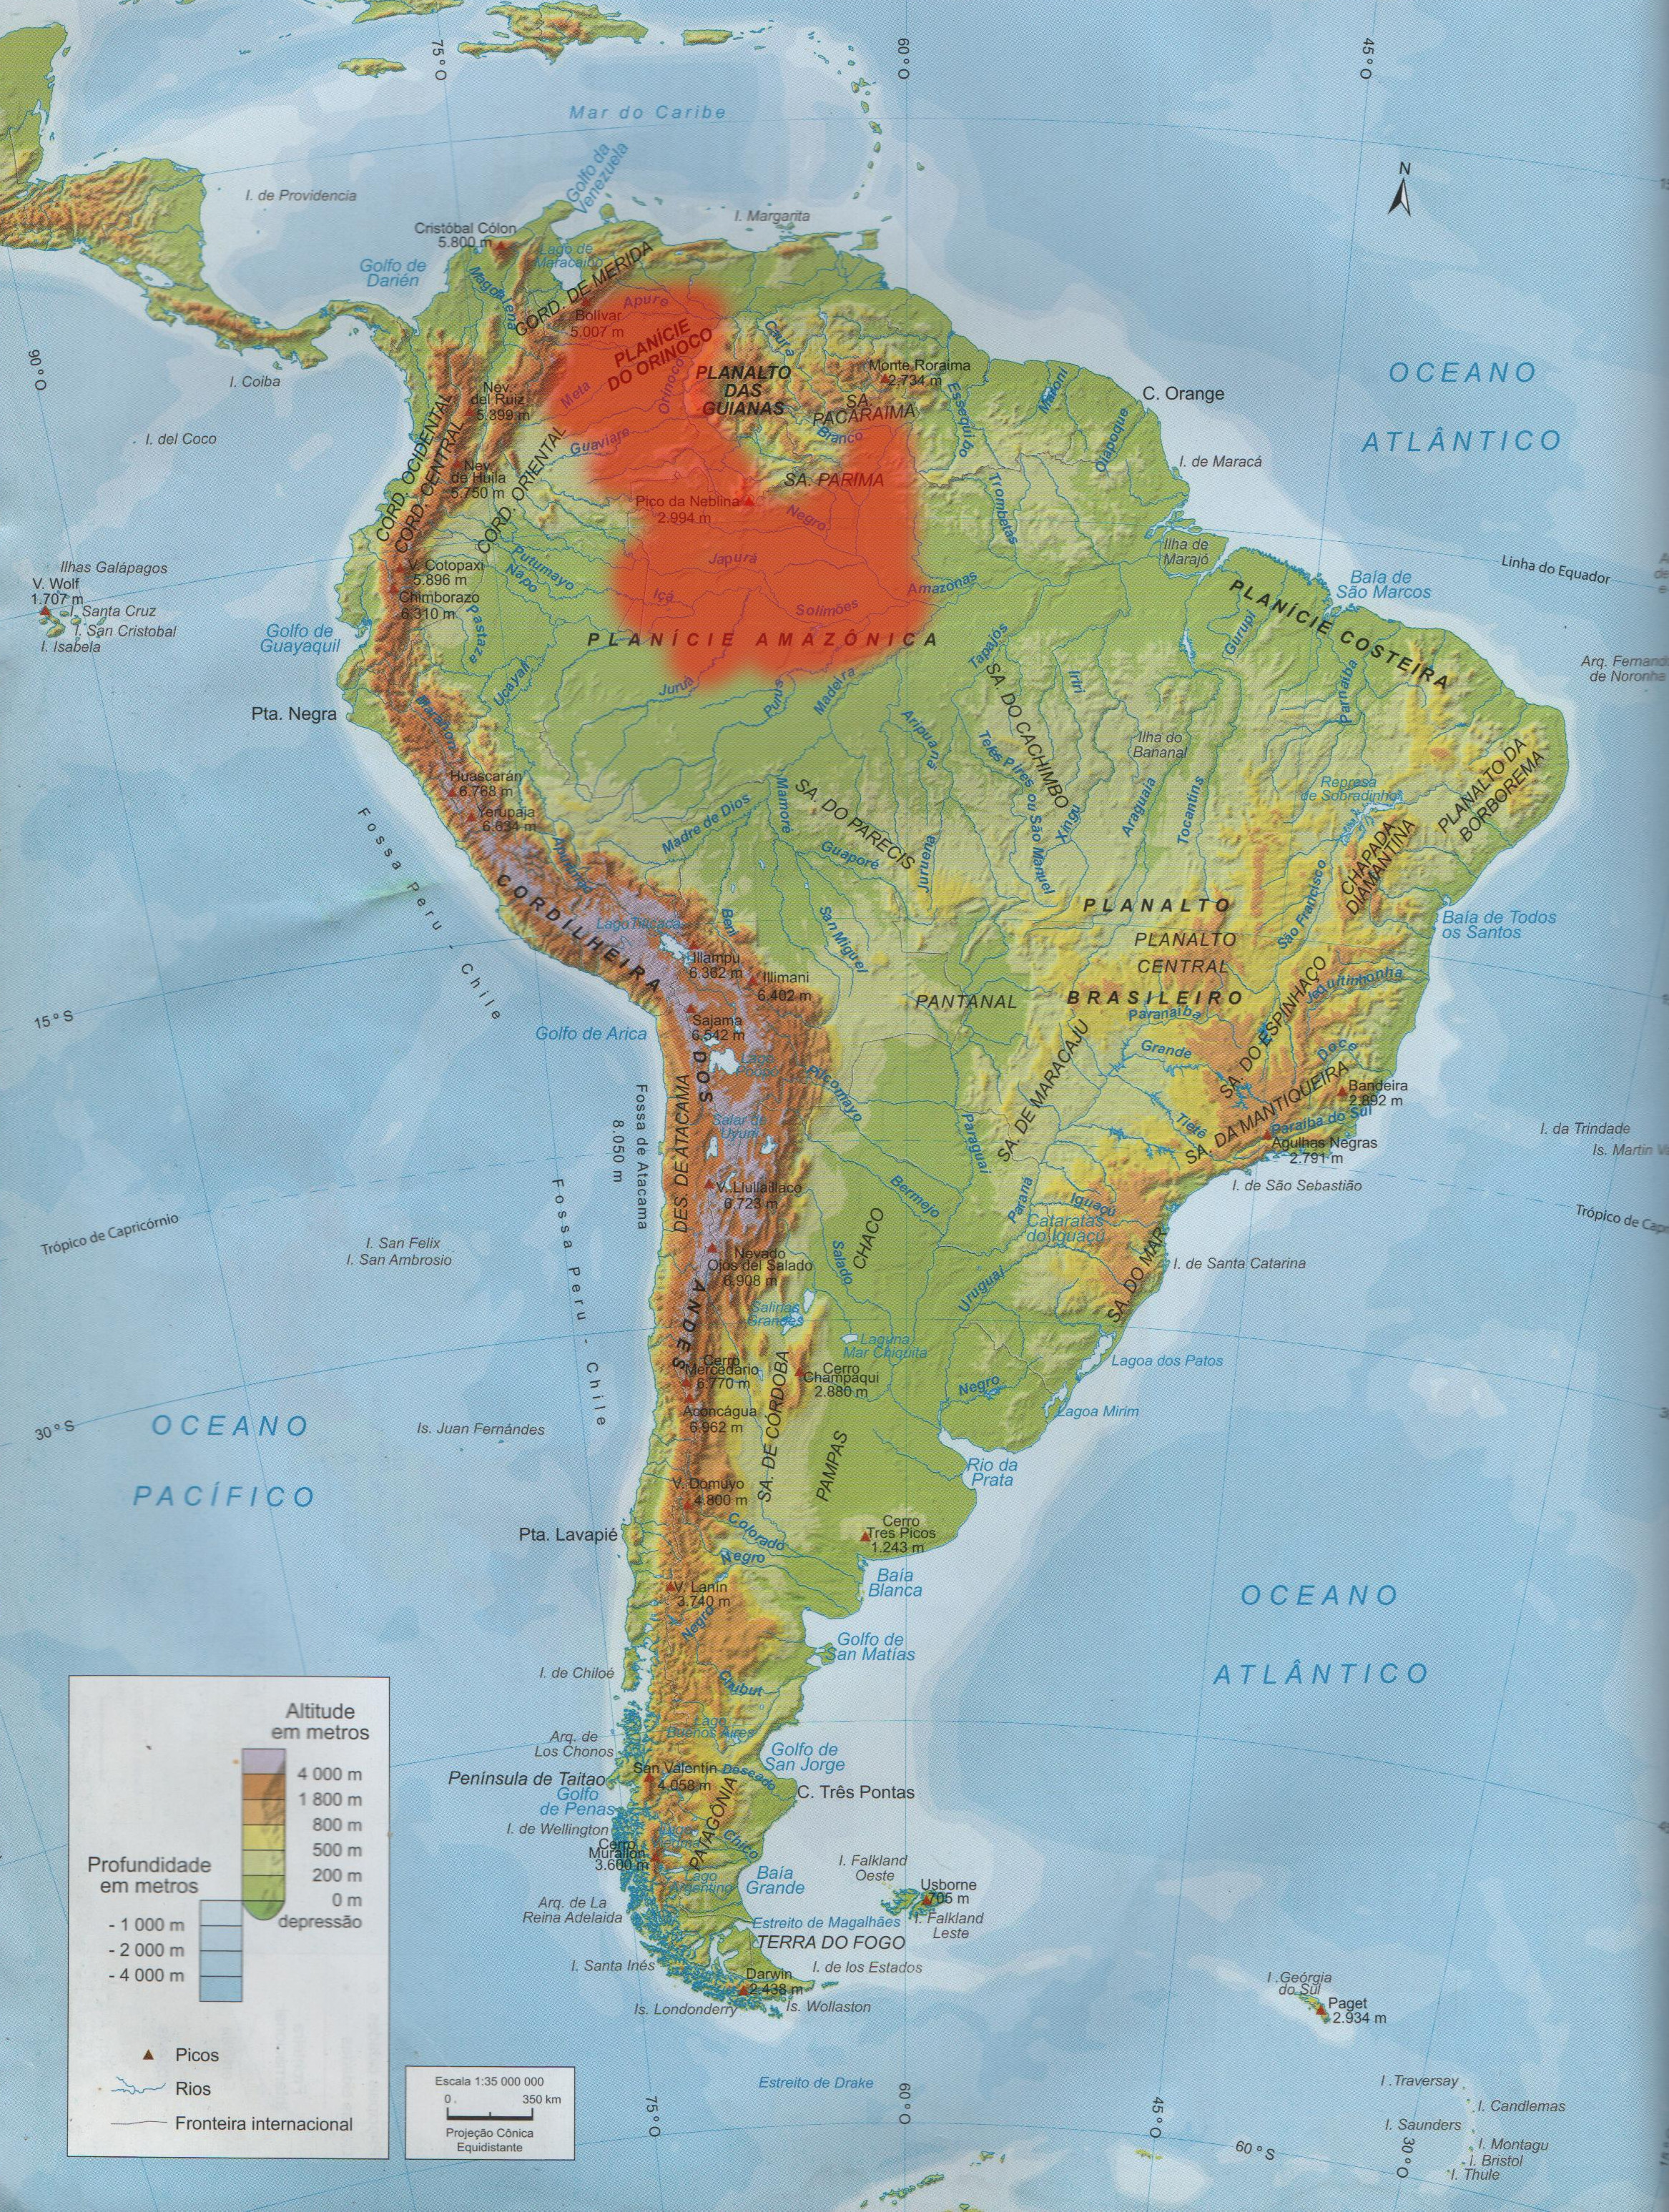 75° O
60° O
45° O
Mar do Caribe
N
I. de Providencia
Golfo da
Venezuela
I. Margarita
Cristóbal Cólon
5.800 m
Golfo de
Darién
Lago de
Maracaibo
Magdalena
CORD. DE MERIDA
Apure
Bolívar
5.007 m
PLANÍCIE
DO ORINOCO
Orinoco
Meta
Caura
PLANALTO
DAS
GUIANAS
Monte Roraima
2.734 m
SA.
PACARAIMA
Branco
Essequibo
Maroni
Oiapoque
C. Orange
OCEANO
ATLÂNTICO
90° O
I. Coiba
I. del Coco
Nev.
del Ruiz
5.399 m
CORD. OCIDENTAL
CORD. CENTRAL
CORD. ORIENTAL
Guaviare
Nev.
de Huila
5.750 m
SA. PARIMA
Pico da Neblina
2.994 m
Negro
Trombetas
I. de Maracá
Ilha de
Marajó
Linha do Equador
Ilhas Galápagos
V. Wolf
1.707 m
I. Santa Cruz
I. San Cristobal
I. Isabela
V. Cotopaxi
5.896 m
Chimborazo
6.310 m
Putumayo
Napo
Pastaza
Japurá
Içá
Solimões
Amazonas
Baía de
São Marcos
PLANÍCIE COSTEIRA
Golfo de
Guayaquil
PLANÍCIE AMAZÔNICA
Ucayali
Juruá
Purus
Madeira
Tapajós
Iriri
Gurupi
Parnaíba
Arq. Fernand
de Noronha
Pta. Negra
Marañon
Aripuanã
SA. DO CACHIMBO
Teles Pires ou São Manuel
Xingu
Ilha do
Bananal
Araguaia
Tocantins
Represa
de Sobradinho
PLANALTO DA
BORBOREMA
Huascarán
6.768 m
Yerupaja
6.634 m
Fossa Peru - Chile
Apurimac
Madre de Dios
Mamoré
SA. DO PARECIS
Guaporé
Juruena
CHAPADA
DIAMANTINA
São Francisco
CORDILHEIRA
DOS
ANDES
Lago Titicaca
Beni
San Miguel
PLANALTO
PLANALTO
CENTRAL
BRASILEIRO
Baía de Todos
os Santos
Illampu
6.362 m
Illimani
6.402 m
PANTANAL
Paranaíba
Jequitinhonha
SA. DO ESPINHAÇO
15° S
Golfo de Arica
Sajama
6.542 m
Lago
Poopó
Pilcomayo
SA. DE MARACAJU
Grande
Doce
Bandeira
2.892 m
Fossa de Atacama
8.050 m
DES. DE ATACAMA
Salar de
Uyuni
Paraguai
Tietê
SA. DA MANTIQUEIRA
Paraíba do Sul
Agulhas Negras
2.791 m
I. da Trindade
Is. Martin V
I. de São Sebastião
V. Llullaillaco
6.723 m
Bermejo
Paraná
Iguaçú
Cataratas
do Iguaçú
Trópico de Capricórnio
Trópico de Cap
Fossa Peru - Chile
I. San Felix
I. San Ambrosio
Nevado
Ojos del Salado
6.908 m
Salado
CHACO
SA. DO MAR
I. de Santa Catarina
Uruguai
Salinas
Grandes
Laguna
Mar Chiquita
Lagoa dos Patos
Cerro
Mercedario
6.770 m
Cerro
Champaqui
2.880 m
Negro
Lagoa Mirim
Aconcágua
6.962 m
SA. DE CÓRDOBA
PAMPAS
30° S
OCEANO
PACÍFICO
Is. Juan Fernándes
Rio da
Prata
V. Domuyo
4.800 m
Pta. Lavapié
Colorado
Negro
Cerro
Tres Picos
1.243 m
Baía
Blanca
V. Lanín
3.740 m
Negro
OCEANO
ATLÂNTICO
Golfo de
San Matías
I. de Chiloé
Chubut
Lago
Buenos Aires
Arq. de
Los Chonos
Golfo de
San Jorge
San Valentin
4.058 m
Deseado
Península de Taitao
C. Três Pontas
Golfo
de Penas
PATAGÔNIA
I. de Wellington
Chico
Cerro
Murallón
3.600 m
Lago
Argentino
Baía
Grande
I. Falkland
Oeste
Usborne
705 m
I. Falkland
Leste
Arq. de La
Reina Adelaida
Estreito de Magalhães
TERRA DO FOGO
I. Santa Inés
I. de los Estados
Darwin
2.438 m
Is. Londonderry
Is. Wollaston
I .Geórgia
do Sul
Paget
2.934 m
Altitude
em metros
4 000 m
1 800 m
800 m
500 m
200 m
0 m
depressão
Profundidade
em metros
- 1 000 m
- 2 000 m
- 4 000 m
Picos
Rios
Fronteira internacional
Escala 1:35 000 000
0
350 km
Projeção Cônica
Equidistante
Estreito de Drake
75° O
60° O
45° O
60° S
30° O
I .Traversay
I. Candlemas
I. Saunders
I. Montagu
I. Bristol
I. Thule